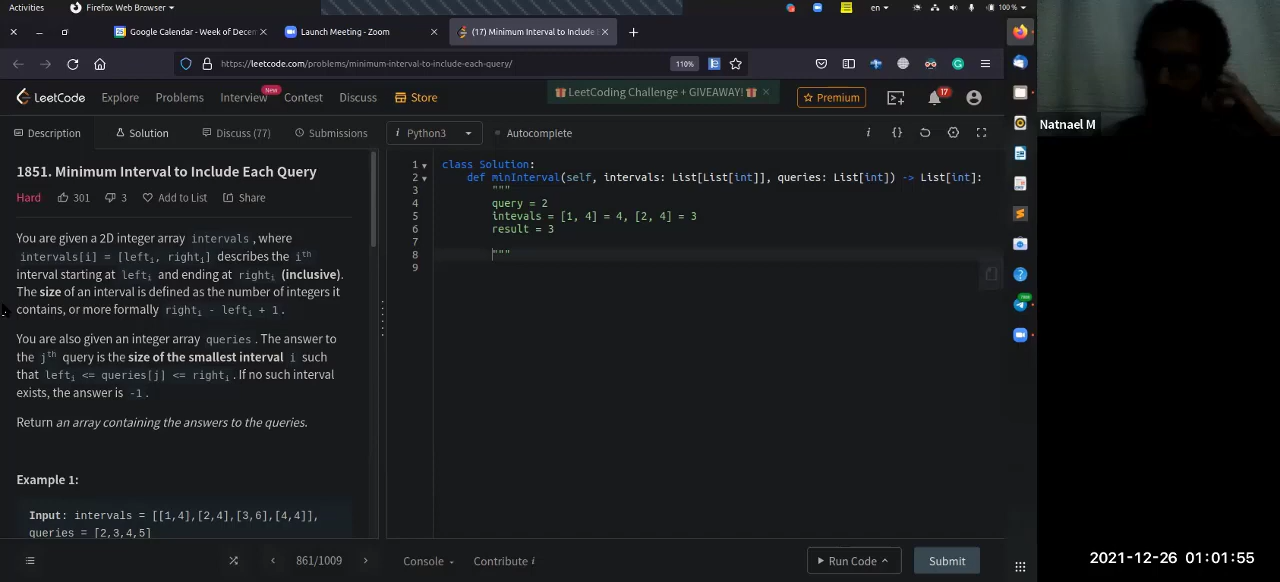 Activities
Firefox Web Browser
en
100 %
Google Calendar - Week of Decen
Launch Meeting - Zoom
(17) Minimum Interval to Include
https://leetcode.com/problems/minimum-interval-to-include-each-query/
110%
LeetCode
Explore
Problems
Interview
New
Contest
Discuss
Store
🎁 LeetCoding Challenge + GIVEAWAY! 🎁
Premium
17
Description
Solution
Discuss (77)
Submissions
i Python3
Autocomplete
1851. Minimum Interval to Include Each Query
Hard
301
3
Add to List
Share
You are given a 2D integer array intervals, where
intervals[i] = [lefti, righti] describes the ith
interval starting at lefti and ending at righti (inclusive).
The size of an interval is defined as the number of integers it
contains, or more formally righti - lefti + 1.
You are also given an integer array queries. The answer to
the jth query is the size of the smallest interval i such
that lefti <= queries[j] <= righti. If no such interval
exists, the answer is -1.
Return an array containing the answers to the queries.
Example 1:
Input: intervals = [[1,4],[2,4],[3,6],[4,4]],
queries = [2,3,4,5]
1 class Solution:
2 def minInterval(self, intervals: List[List[int]], queries: List[int]) -> List[int]:
3 """
4 query = 2
5 intevals = [1, 4] = 4, [2, 4] = 3
6 result = 3
7
8 """
9
861/1009
Console
Contribute i
Run Code
Submit
Natnael M
2021-12-26 01:01:55